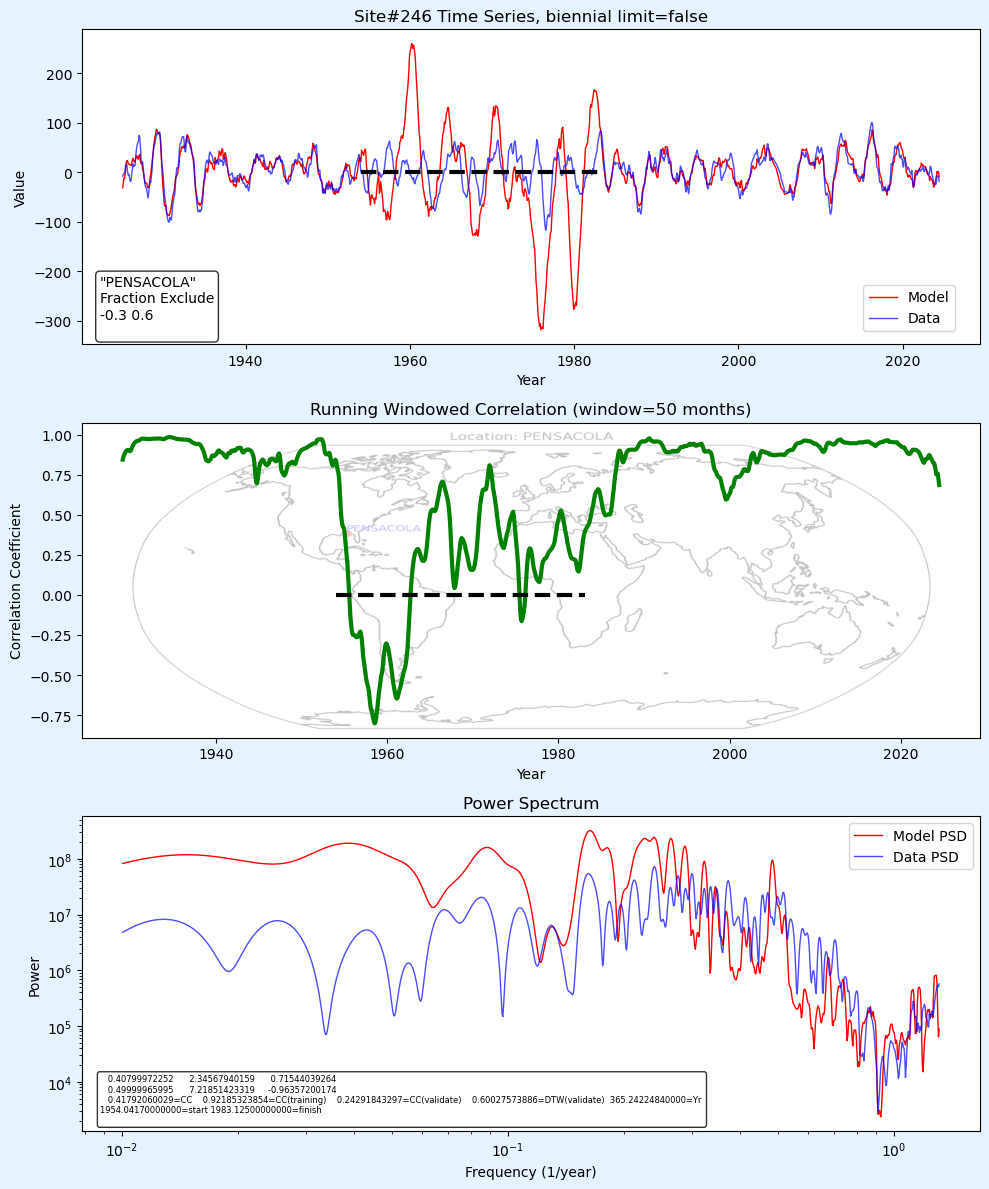 Site#246 Time Series, biennial limit=false
Value
200
100
0
−100
−200
−300
"PENSACOLA"
Fraction Exclude
-0.3 0.6
Model
Data
1940
1960
1980
2000
2020
Year
Running Windowed Correlation (window=50 months)
Correlation Coefficient
1.00
0.75
0.50
0.25
0.00
−0.25
−0.50
−0.75
Location: PENSACOLA
PENSACOLA
1940
1960
1980
2000
2020
Year
Power Spectrum
Power
10^8
10^7
10^6
10^5
10^4
Model PSD
Data PSD
0.40799972252 2.34567940159 0.71544039264
0.49999965995 7.21851423319 -0.96357200174
0.41792060029=CC 0.92185323854=CC(training) 0.24291843297=CC(validate) 0.60027573886=DTW(validate) 365.24224840000=Yr
1954.04170000000=start 1983.12500000000=finish
10^−2
10^−1
10^0
Frequency (1/year)